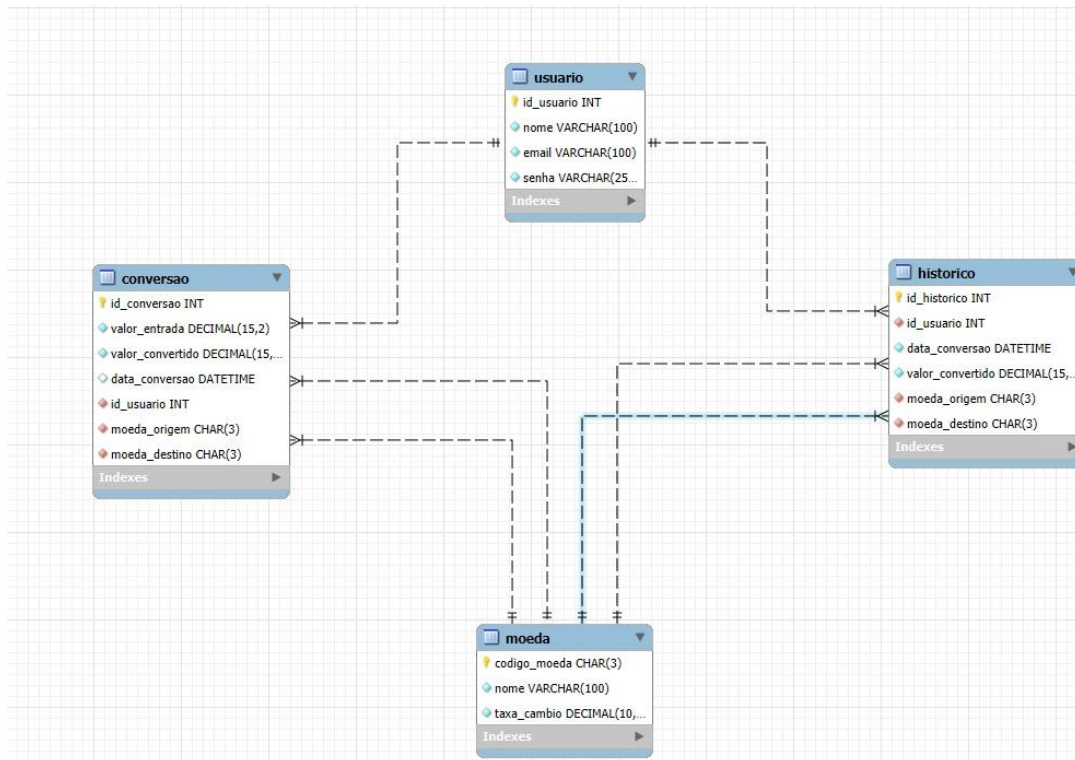 usuario
id_usuario INT
nome VARCHAR(100)
email VARCHAR(100)
senha VARCHAR(25...
Indexes
conversao
id_conversao INT
valor_entrada DECIMAL(15,2)
valor_convertido DECIMAL(15,...
data_conversao DATETIME
id_usuario INT
moeda_origem CHAR(3)
moeda_destino CHAR(3)
Indexes
historico
id_historico INT
id_usuario INT
data_conversao DATETIME
valor_convertido DECIMAL(15,...
moeda_origem CHAR(3)
moeda_destino CHAR(3)
Indexes
moeda
codigo_moeda CHAR(3)
nome VARCHAR(100)
taxa_cambio DECIMAL(10,...
Indexes